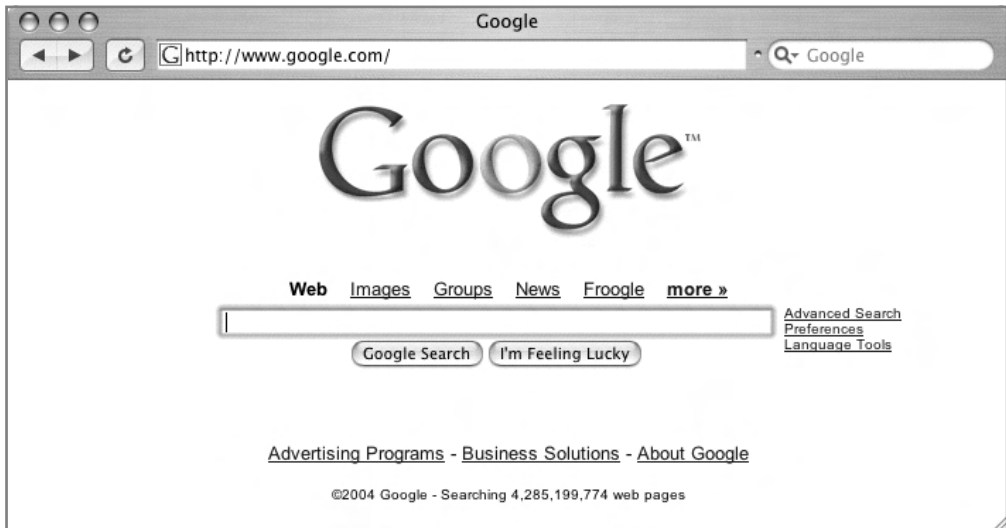 Google
G http://www.google.com/ Google
Google™
Web Images Groups News Froogle more »
Advanced Search
Preferences
Language Tools
Google Search I'm Feeling Lucky
Advertising Programs - Business Solutions - About Google
©2004 Google - Searching 4,285,199,774 web pages